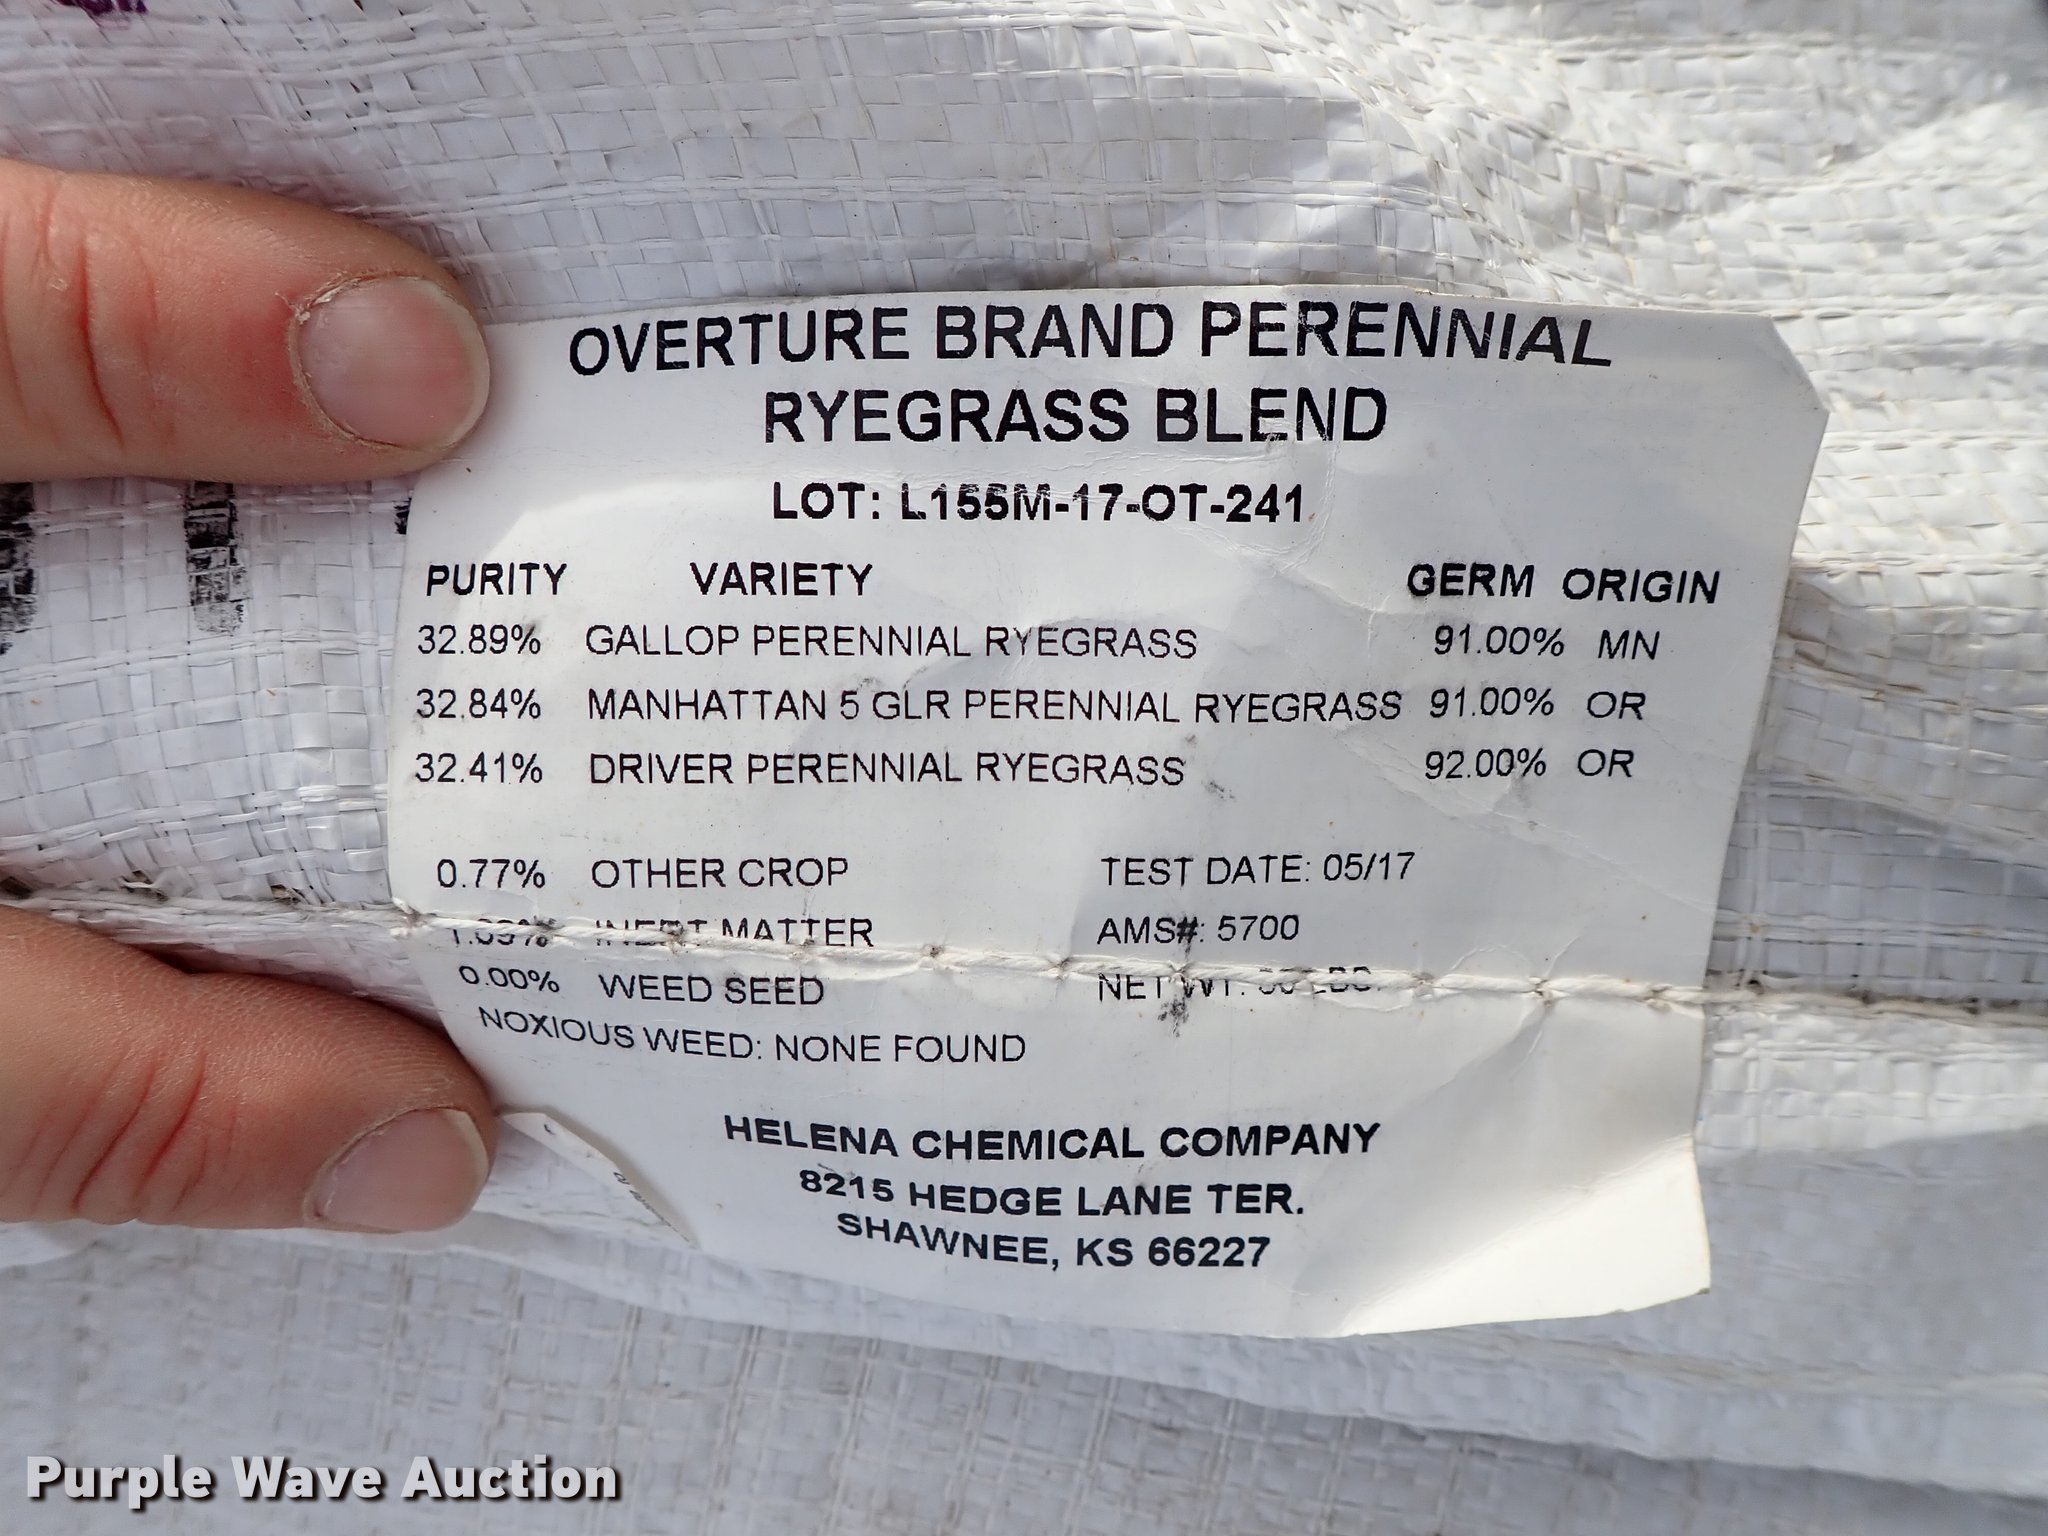 OVERTURE BRAND PERENNIAL
RYEGRASS BLEND
LOT: L155M-17-OT-241
PURITY VARIETY GERM ORIGIN
32.89% GALLOP PERENNIAL RYEGRASS 91.00% MN
32.84% MANHATTAN 5 GLR PERENNIAL RYEGRASS 91.00% OR
32.41% DRIVER PERENNIAL RYEGRASS 92.00% OR
0.77% OTHER CROP TEST DATE: 05/17
INERT MATTER AMS#: 5700
0.00% WEED SEED NET WT:
NOXIOUS WEED: NONE FOUND
HELENA CHEMICAL COMPANY
8215 HEDGE LANE TER.
SHAWNEE, KS 66227
Purple Wave Auction